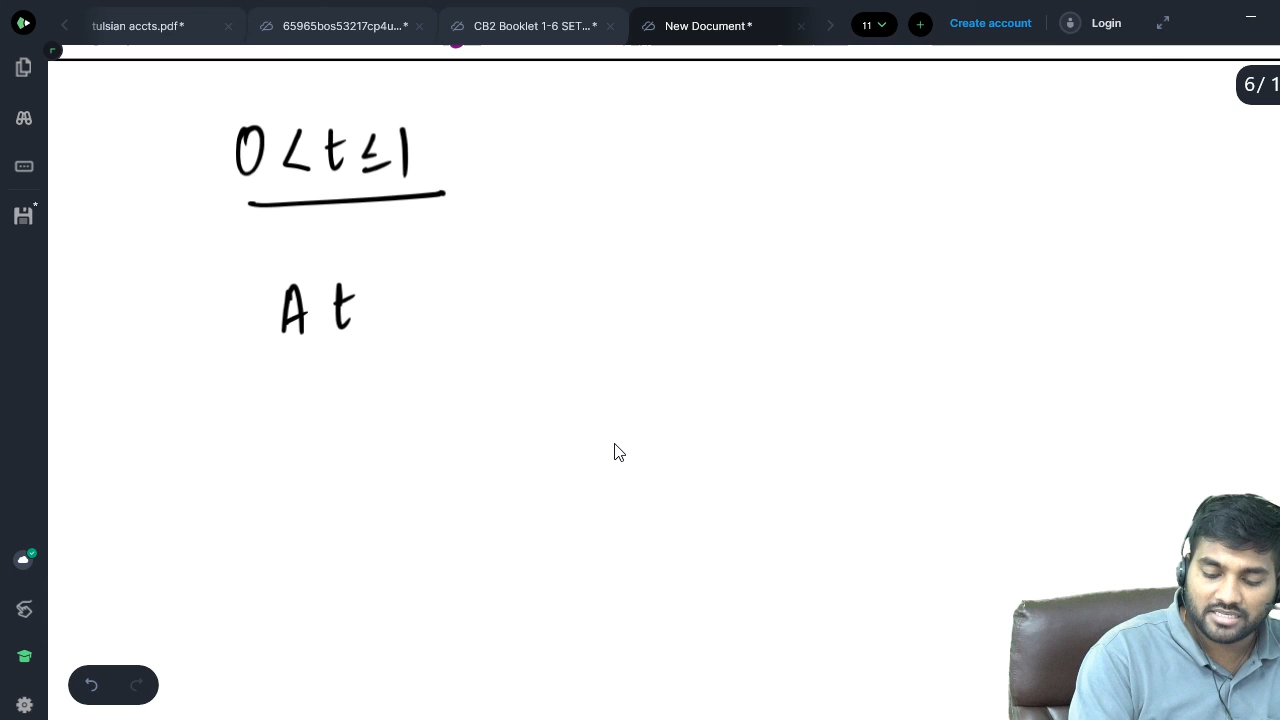 tulsian accts.pdf*
65965bos53217cp4u...*
CB2 Booklet 1-6 SET...*
New Document*
11
Create account
Login
6/ 1
0 < t ≤ 1
A t